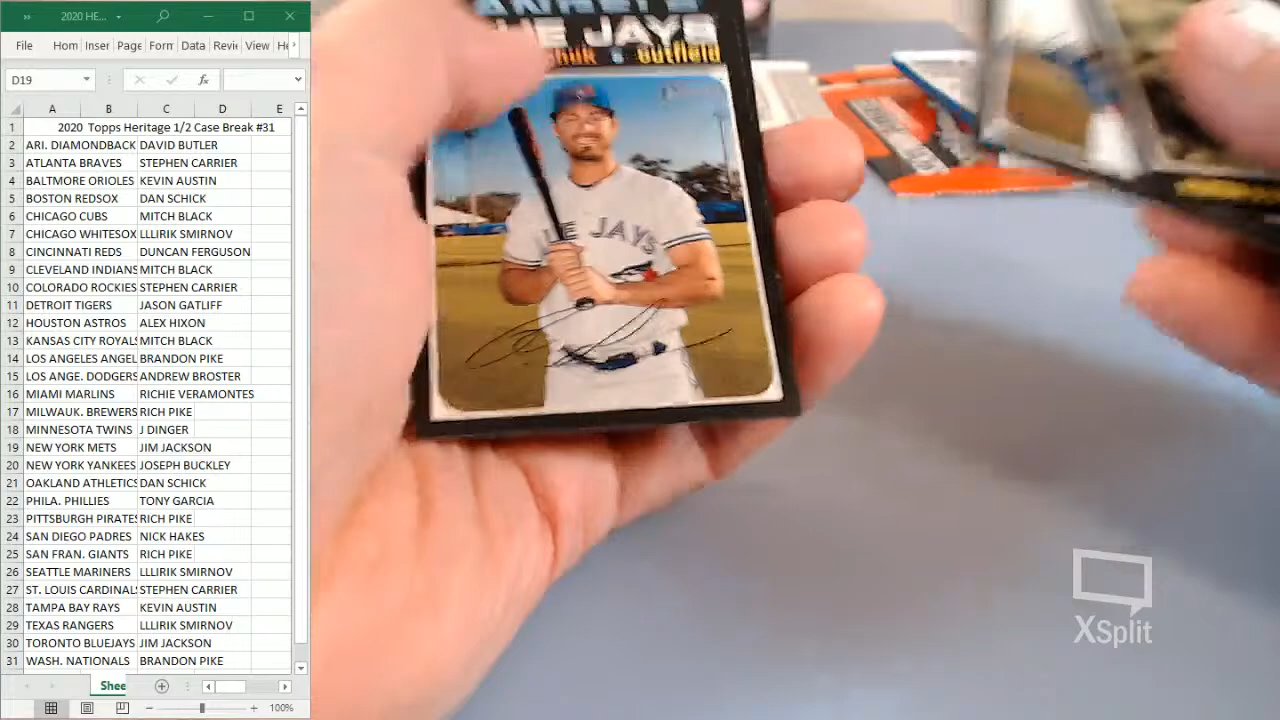 2020 HE...
File Hom Inser Page Form Data Revie View He
D19 fx
A B C D E
1 2020 Topps Heritage 1/2 Case Break #31
2 ARI. DIAMONDBACK DAVID BUTLER
3 ATLANTA BRAVES STEPHEN CARRIER
4 BALTMORE ORIOLES KEVIN AUSTIN
5 BOSTON REDSOX DAN SCHICK
6 CHICAGO CUBS MITCH BLACK
7 CHICAGO WHITESOX LLLIRIK SMIRNOV
8 CINCINNATI REDS DUNCAN FERGUSON
9 CLEVELAND INDIANS MITCH BLACK
10 COLORADO ROCKIES STEPHEN CARRIER
11 DETROIT TIGERS JASON GATLIFF
12 HOUSTON ASTROS ALEX HIXON
13 KANSAS CITY ROYALS MITCH BLACK
14 LOS ANGELES ANGEL BRANDON PIKE
15 LOS ANGE. DODGERS ANDREW BROSTER
16 MIAMI MARLINS RICHIE VERAMONTES
17 MILWAUK. BREWERS RICH PIKE
18 MINNESOTA TWINS J DINGER
19 NEW YORK METS JIM JACKSON
20 NEW YORK YANKEES JOSEPH BUCKLEY
21 OAKLAND ATHLETICS DAN SCHICK
22 PHILA. PHILLIES TONY GARCIA
23 PITTSBURGH PIRATES RICH PIKE
24 SAN DIEGO PADRES NICK HAKES
25 SAN FRAN. GIANTS RICH PIKE
26 SEATTLE MARINERS LLLIRIK SMIRNOV
27 ST. LOUIS CARDINALS STEPHEN CARRIER
28 TAMPA BAY RAYS KEVIN AUSTIN
29 TEXAS RANGERS LLLIRIK SMIRNOV
30 TORONTO BLUEJAYS JIM JACKSON
31 WASH. NATIONALS BRANDON PIKE
Shee
100%
UE JAYS
huk outfield
UE JAYS
XSplit